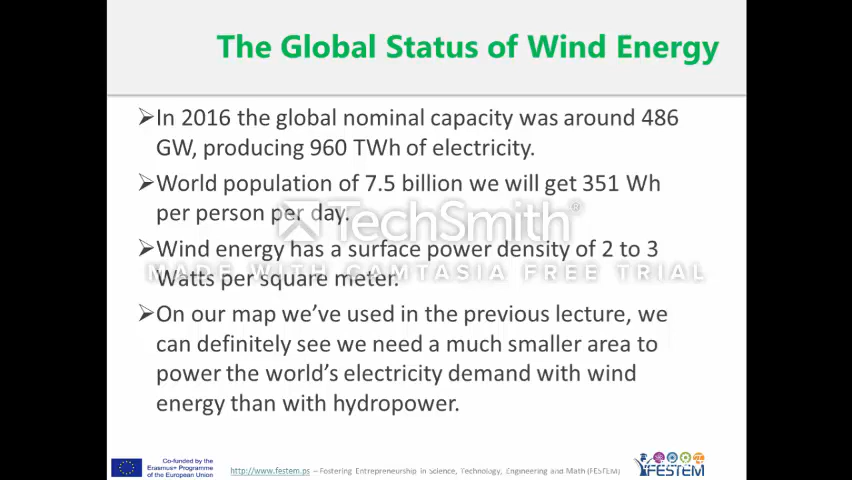 The Global Status of Wind Energy
➢In 2016 the global nominal capacity was around 486
GW, producing 960 TWh of electricity.
➢World population of 7.5 billion we will get 351 Wh
per person per day.
TechSmith®
➢Wind energy has a surface power density of 2 to 3
MADE WITH CAMTASIA FREE TRIAL
Watts per square meter.
➢On our map we've used in the previous lecture, we
can definitely see we need a much smaller area to
power the world's electricity demand with wind
energy than with hydropower.
Co-funded by the
Erasmus+ Programme
of the European Union
http://www.festem.ps – Fostering Entrepreneurship in Science, Technology, Engineering and Math (FESTEM)
FESTEM